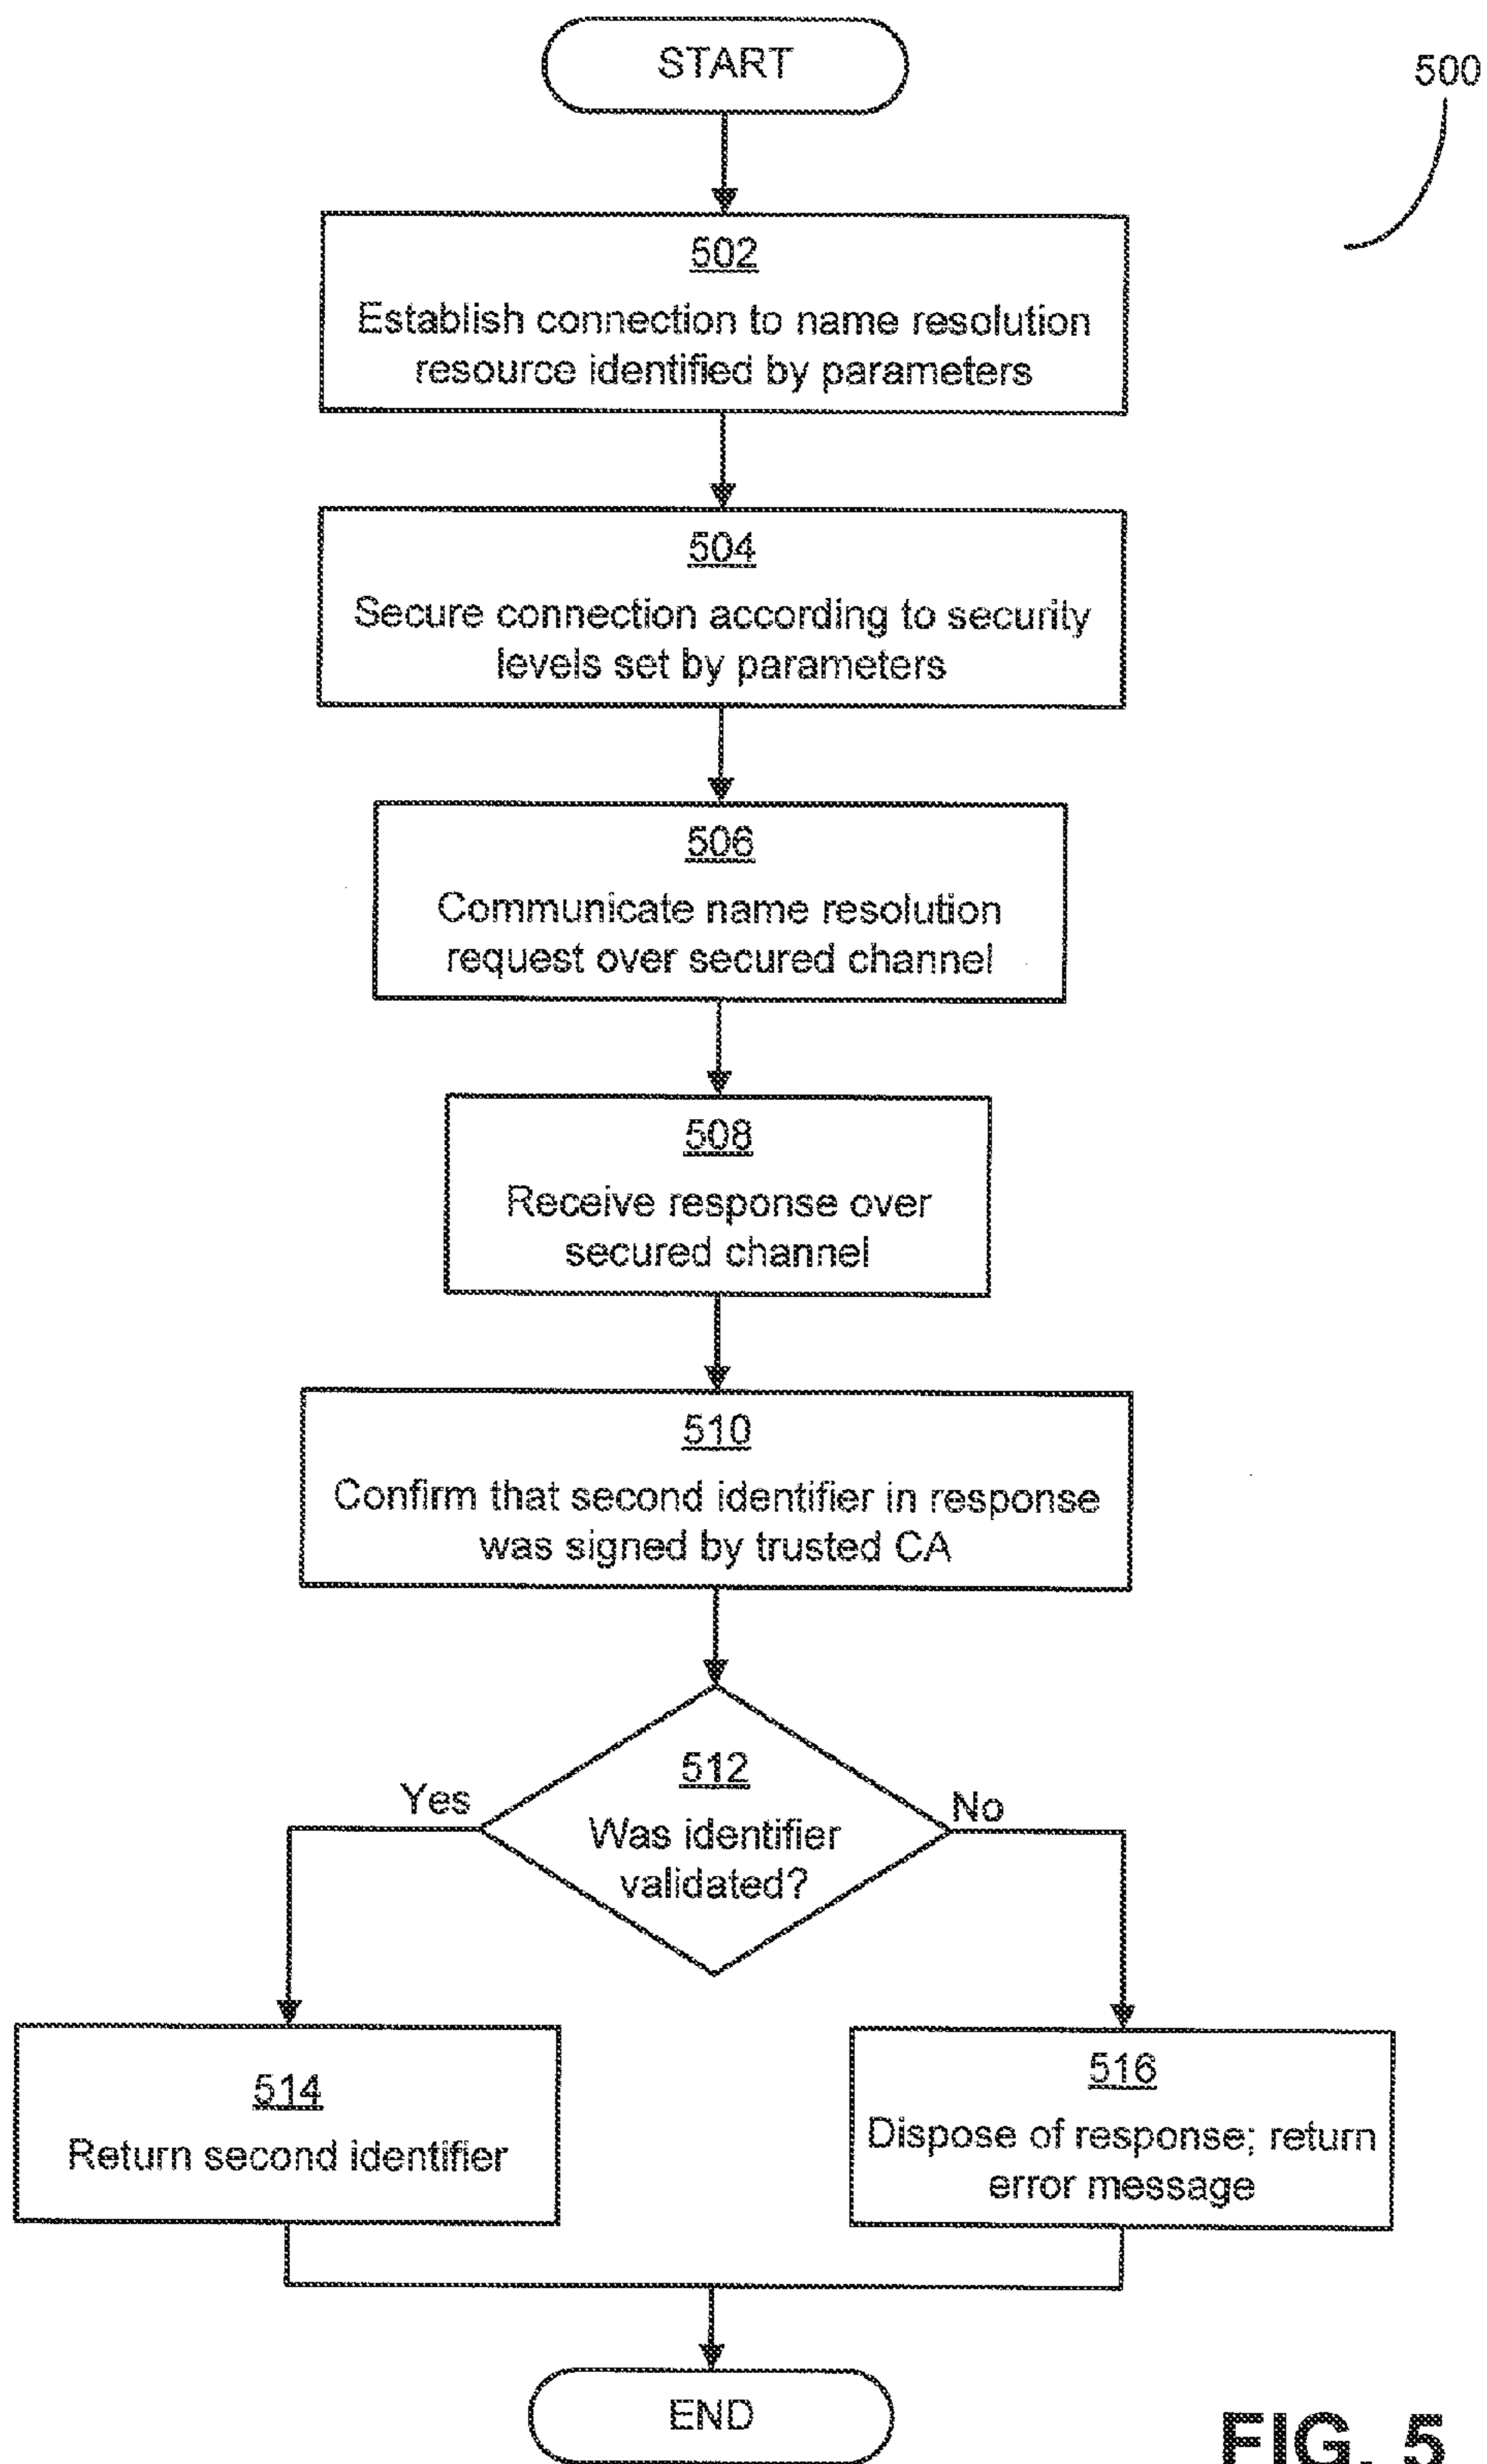 START
500
502
Establish connection to name resolution
resource identified by parameters
504
Secure connection according to security
levels set by parameters
506
Communicate name resolution
request over secured channel
508
Receive response over
secured channel
510
Confirm that second identifier in response
was signed by trusted CA
512
Was identifier
validated?
Yes
No
514
Return second identifier
516
Dispose of response; return
error message
END
FIG. 5